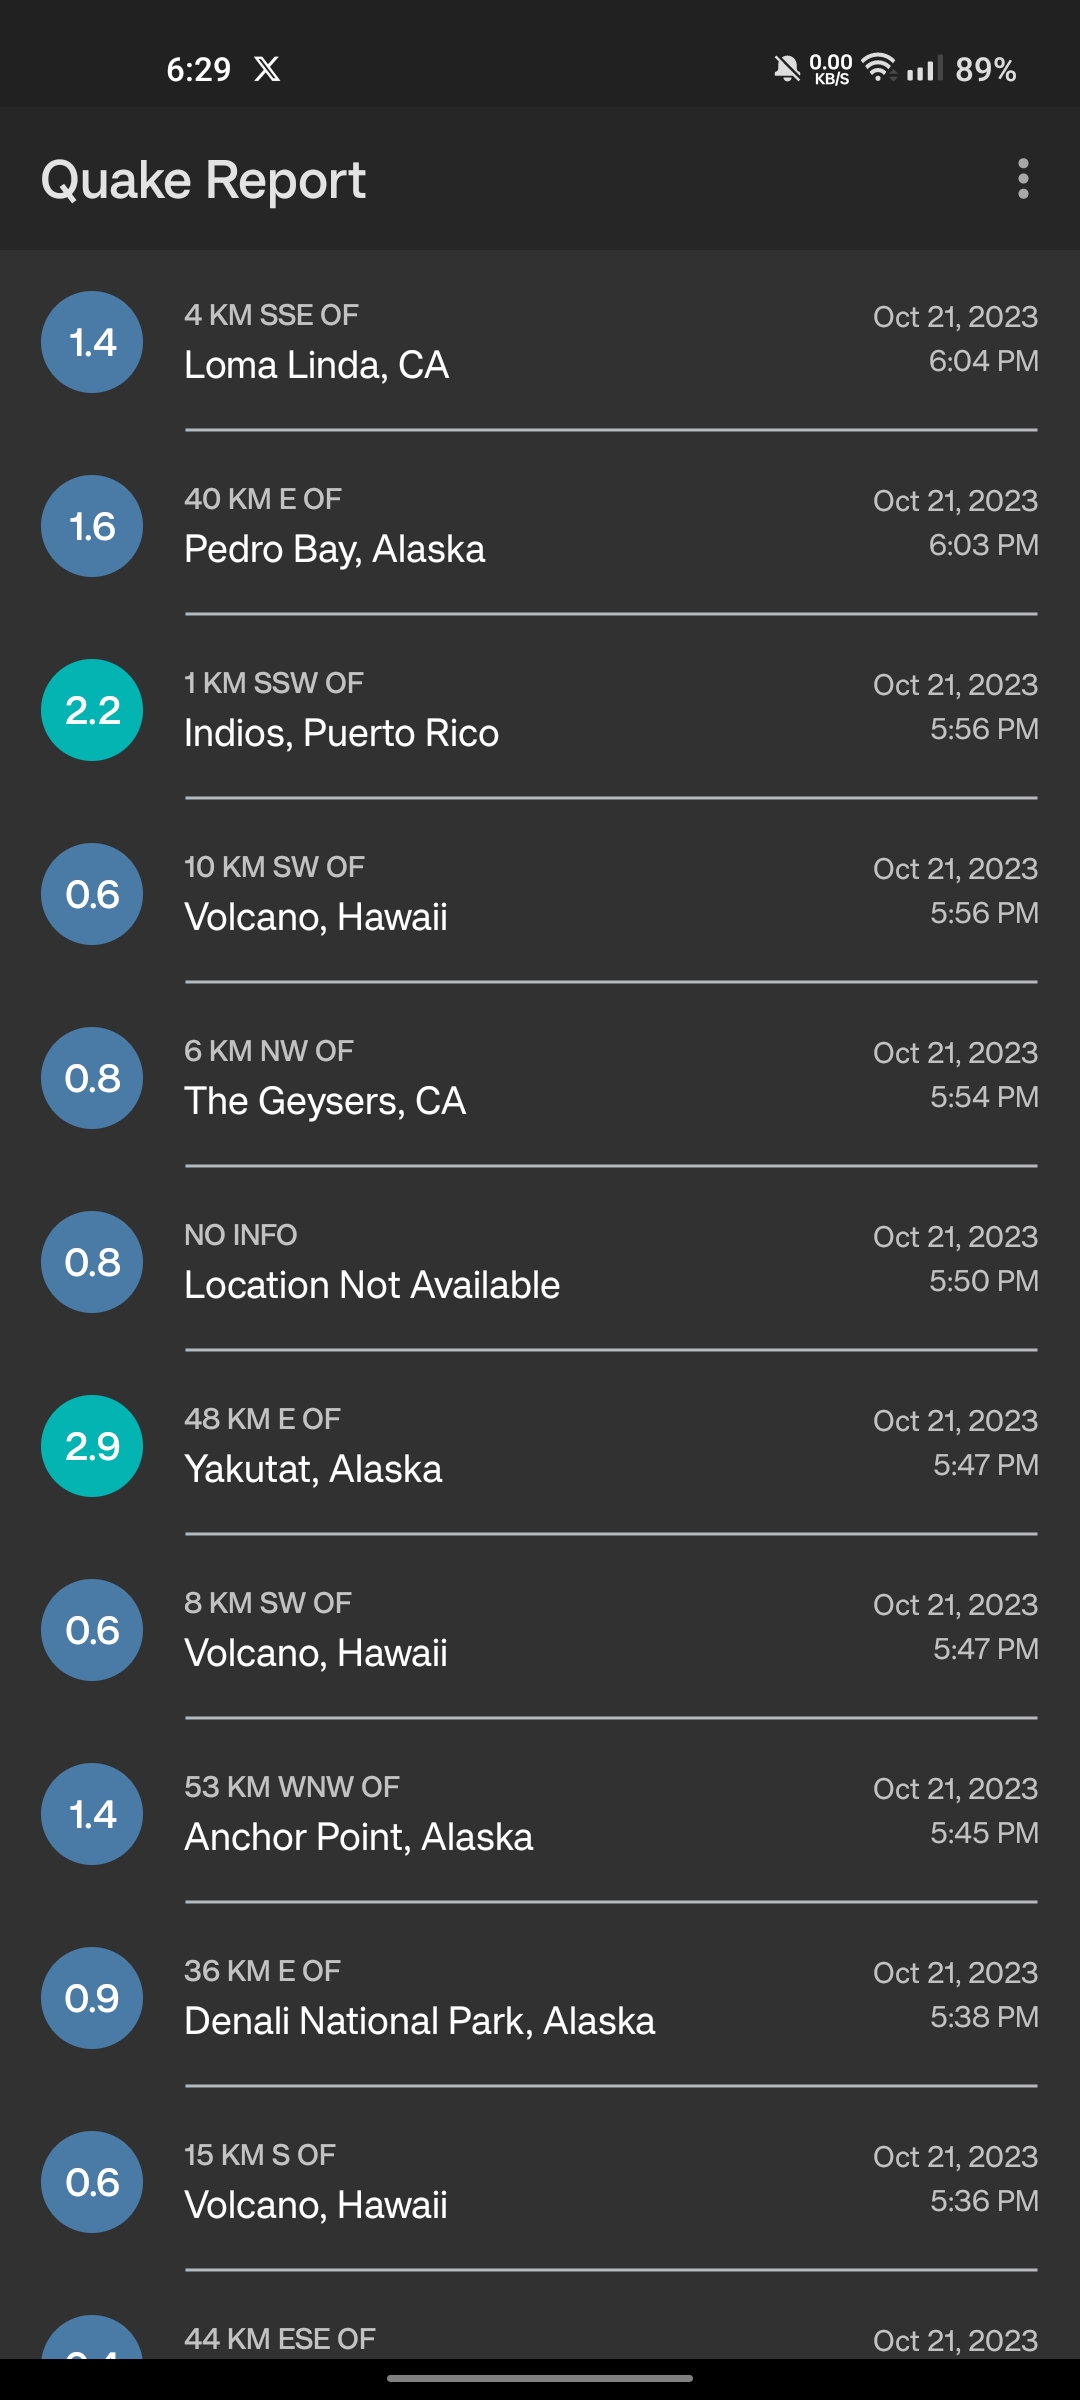 6:29 X 0.00 KB/S 89%
Quake Report
1.4 4 KM SSE OF Oct 21, 2023
Loma Linda, CA 6:04 PM
1.6 40 KM E OF Oct 21, 2023
Pedro Bay, Alaska 6:03 PM
2.2 1 KM SSW OF Oct 21, 2023
Indios, Puerto Rico 5:56 PM
0.6 10 KM SW OF Oct 21, 2023
Volcano, Hawaii 5:56 PM
0.8 6 KM NW OF Oct 21, 2023
The Geysers, CA 5:54 PM
0.8 NO INFO Oct 21, 2023
Location Not Available 5:50 PM
2.9 48 KM E OF Oct 21, 2023
Yakutat, Alaska 5:47 PM
0.6 8 KM SW OF Oct 21, 2023
Volcano, Hawaii 5:47 PM
1.4 53 KM WNW OF Oct 21, 2023
Anchor Point, Alaska 5:45 PM
0.9 36 KM E OF Oct 21, 2023
Denali National Park, Alaska 5:38 PM
0.6 15 KM S OF Oct 21, 2023
Volcano, Hawaii 5:36 PM
44 KM ESE OF Oct 21, 2023